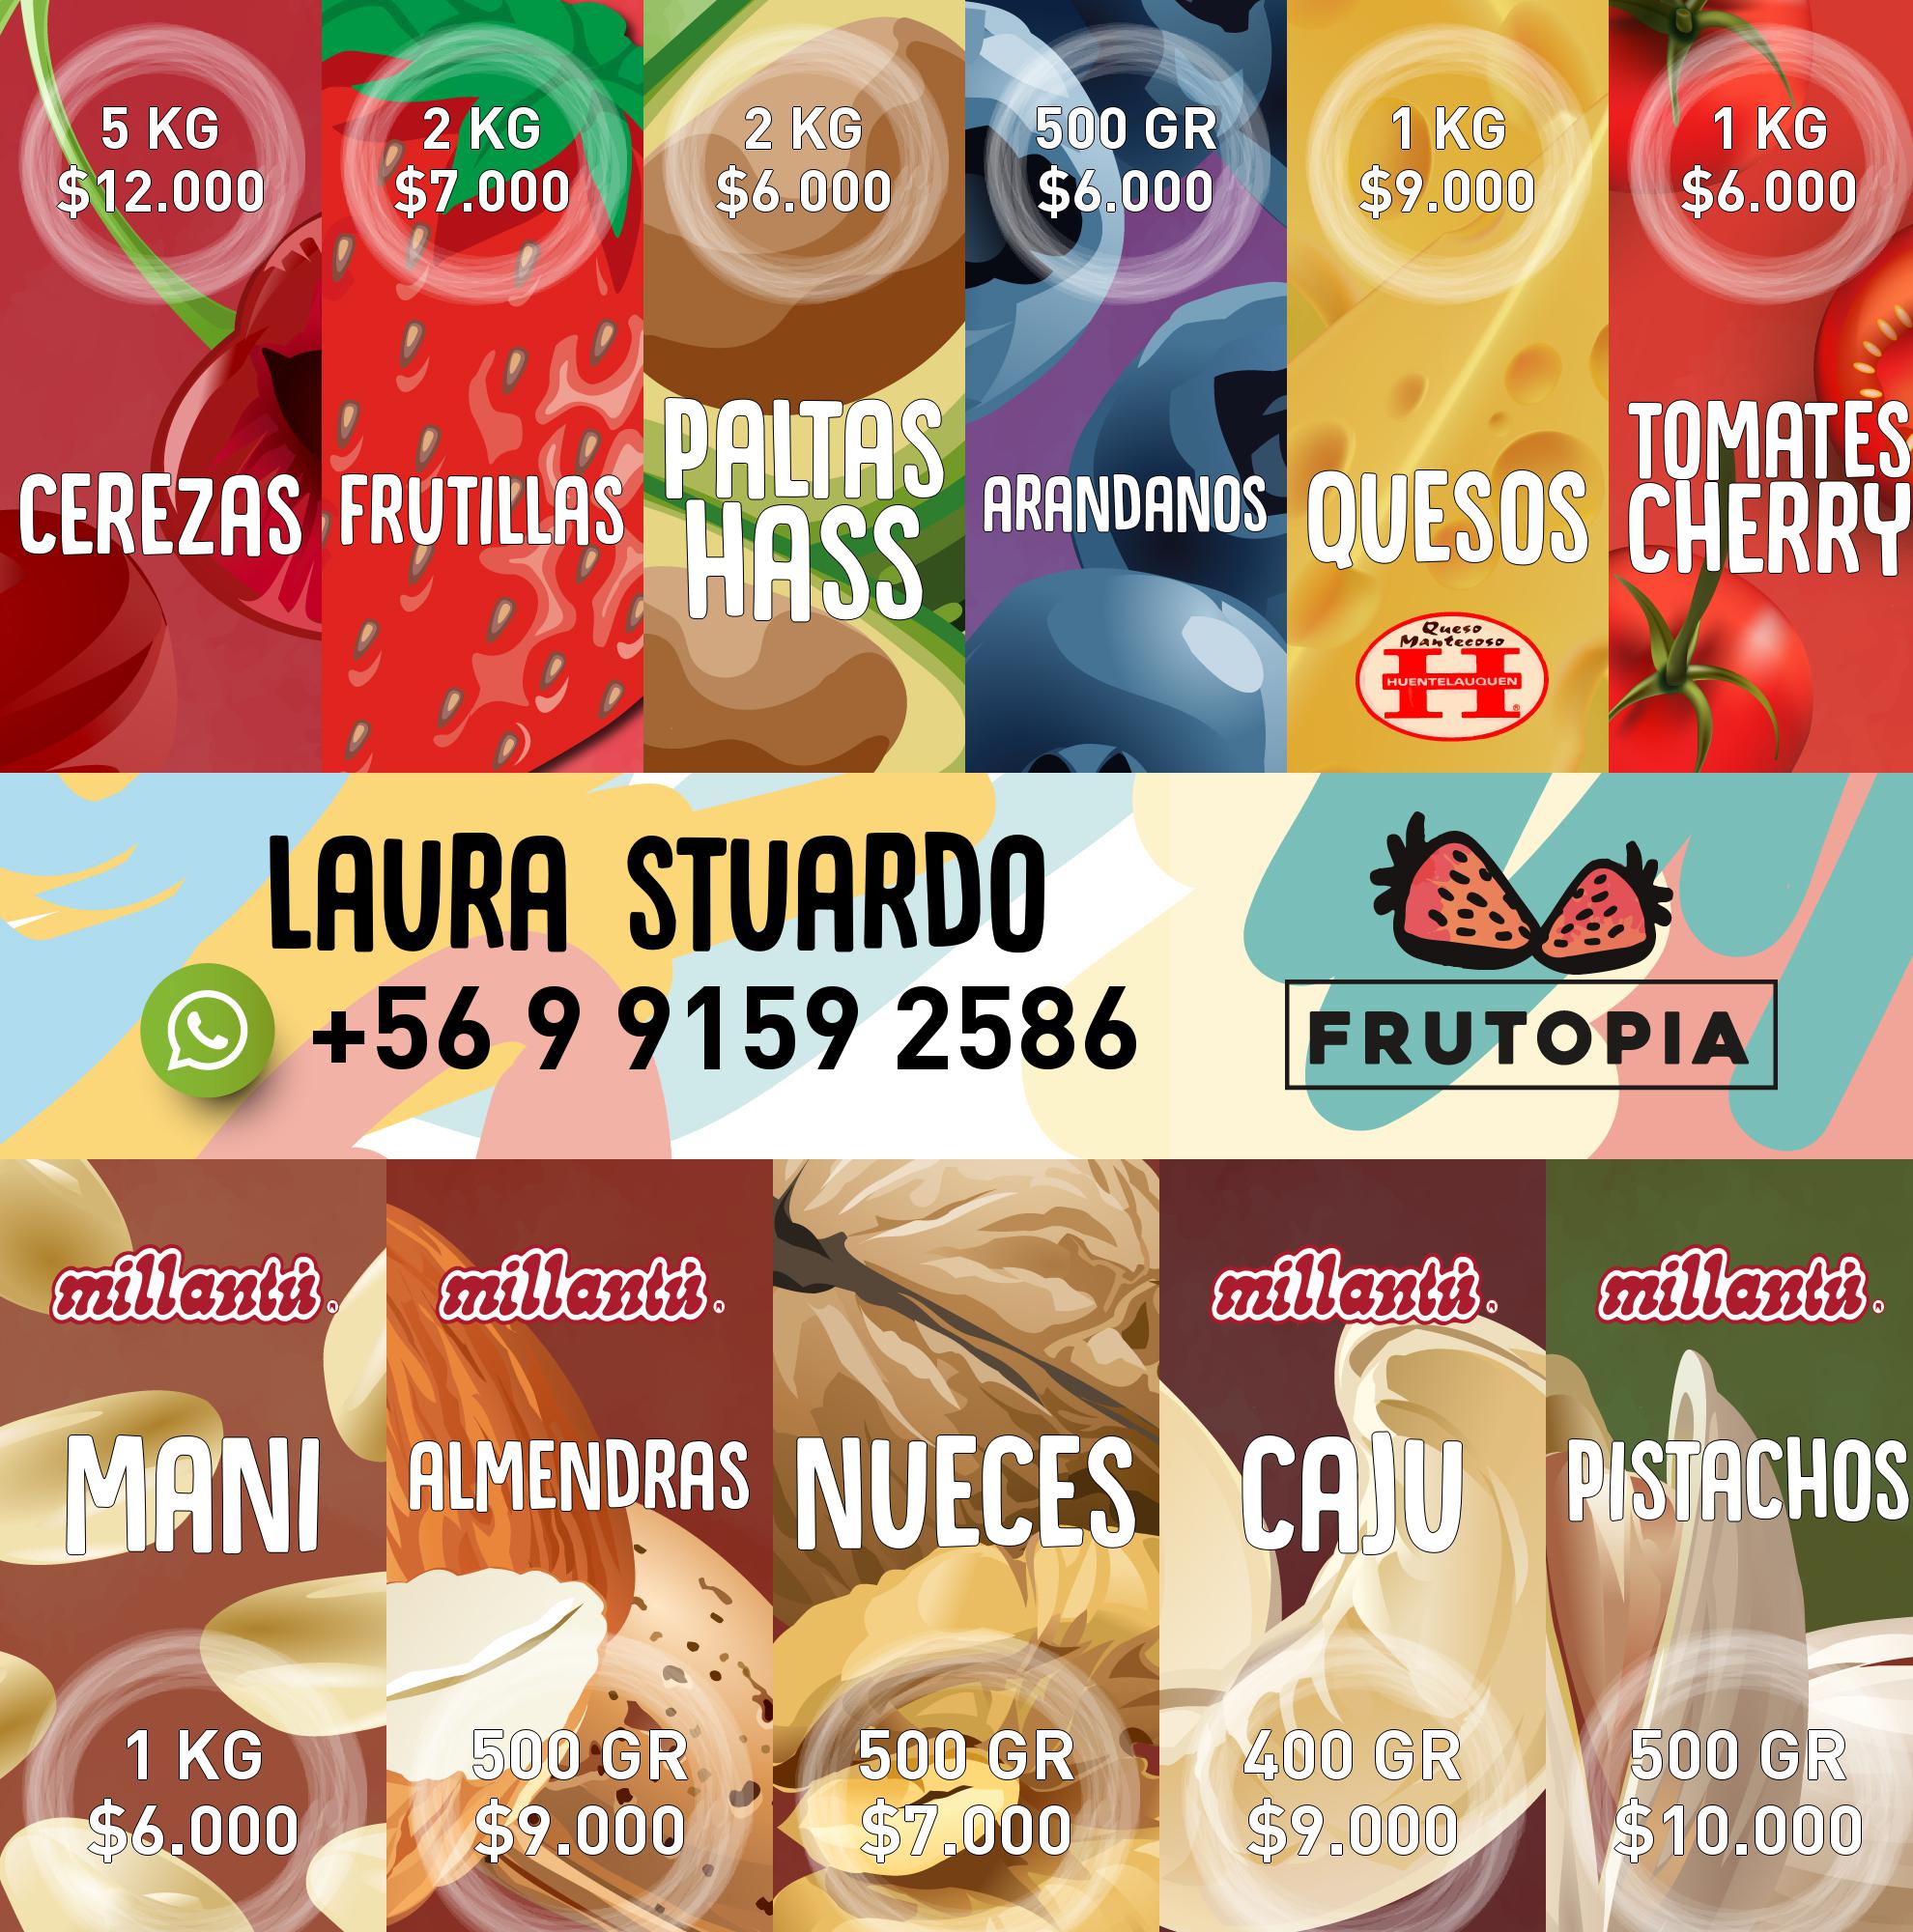 5 KG
$12.000
CEREZAS
2 KG
$7.000
FRUTILLAS
2 KG
$6.000
PALTAS
HASS
500 GR
$6.000
ARANDANOS
1 KG
$9.000
QUESOS
Queso
Mantecoso
H
HUENTELAUQUEN
®
1 KG
$6.000
TOMATES
CHERRY
LAURA STUARDO
+56 9 9159 2586
FRUTOPIA
millantú®
MANI
1 KG
$6.000
millantú®
ALMENDRAS
500 GR
$9.000
NUECES
500 GR
$7.000
millantú®
CAJU
400 GR
$9.000
millantú®
PISTACHOS
500 GR
$10.000